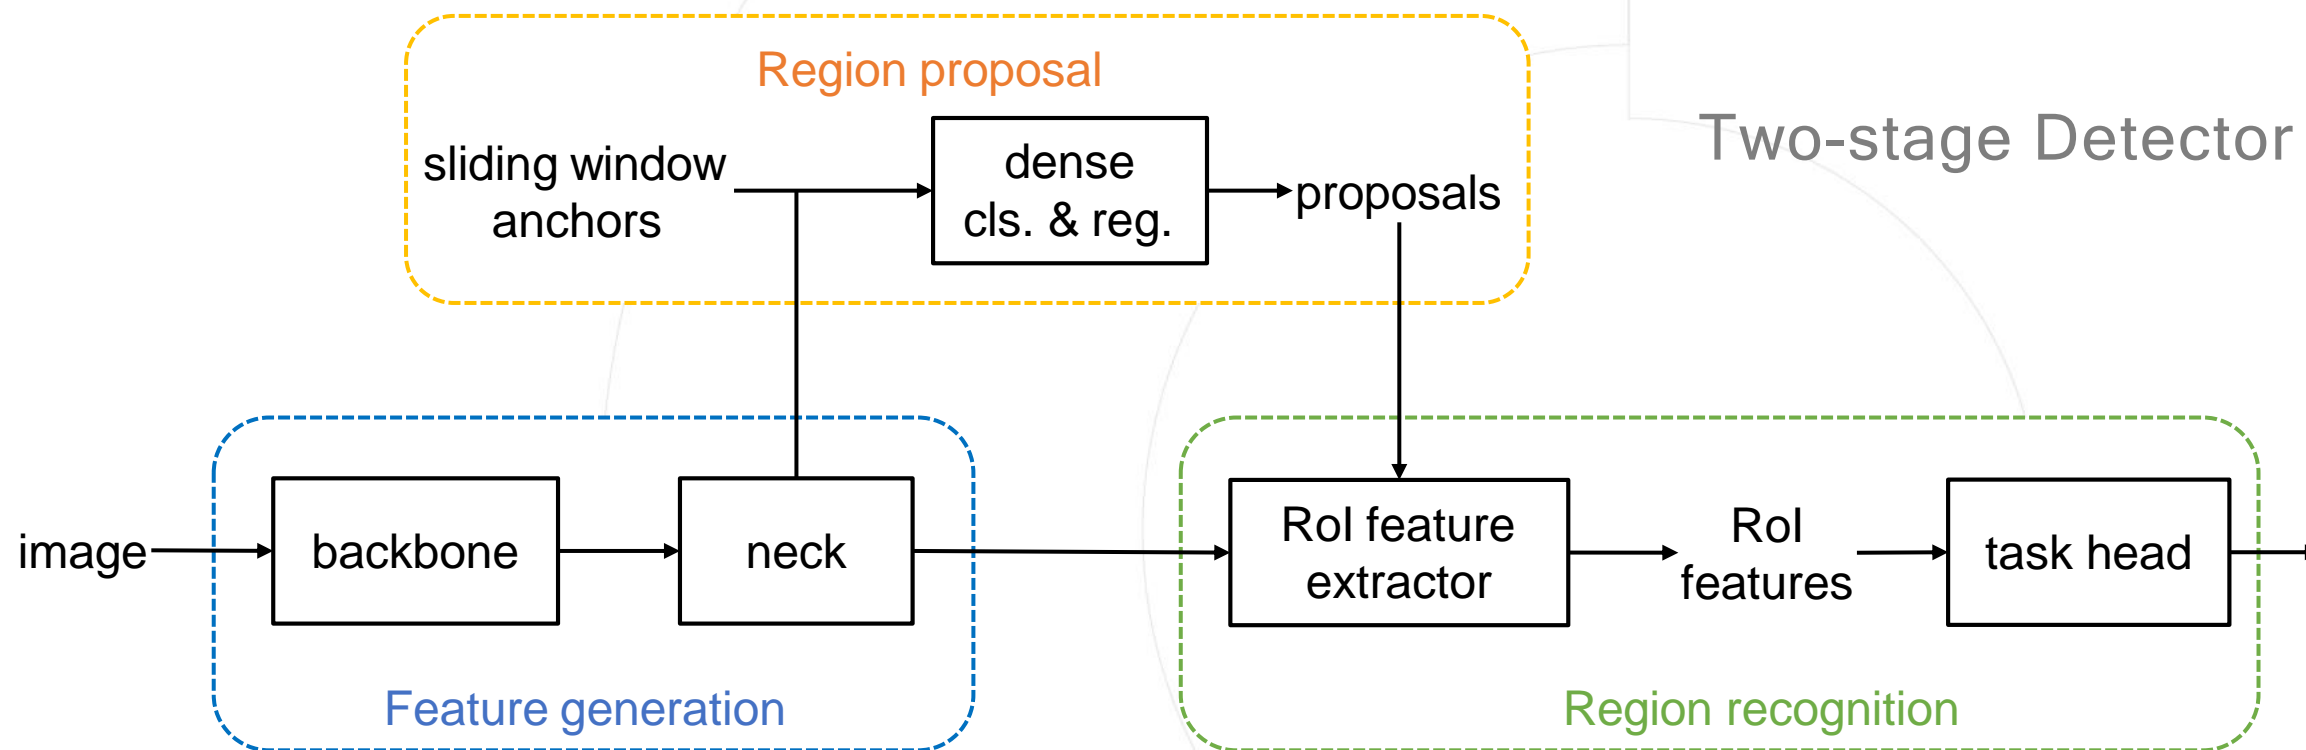 Region proposal
Two-stage Detector
sliding window
anchors
dense
cls. & reg.
proposals
image
backbone
neck
RoI feature
extractor
RoI
features
task head
Feature generation
Region recognition